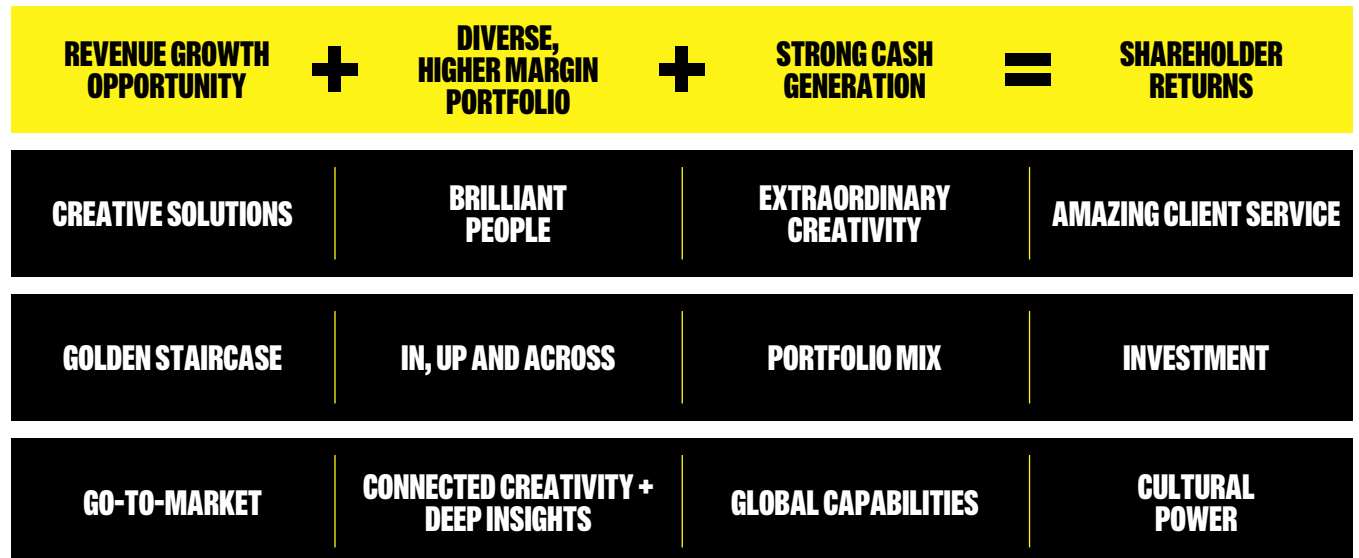 REVENUE GROWTH
OPPORTUNITY
+
DIVERSE,
HIGHER MARGIN
PORTFOLIO
+
STRONG CASH
GENERATION
=
SHAREHOLDER
RETURNS
CREATIVE SOLUTIONS
BRILLIANT
PEOPLE
EXTRAORDINARY
CREATIVITY
AMAZING CLIENT SERVICE
GOLDEN STAIRCASE
IN, UP AND ACROSS
PORTFOLIO MIX
INVESTMENT
GO-TO-MARKET
CONNECTED CREATIVITY +
DEEP INSIGHTS
GLOBAL CAPABILITIES
CULTURAL
POWER